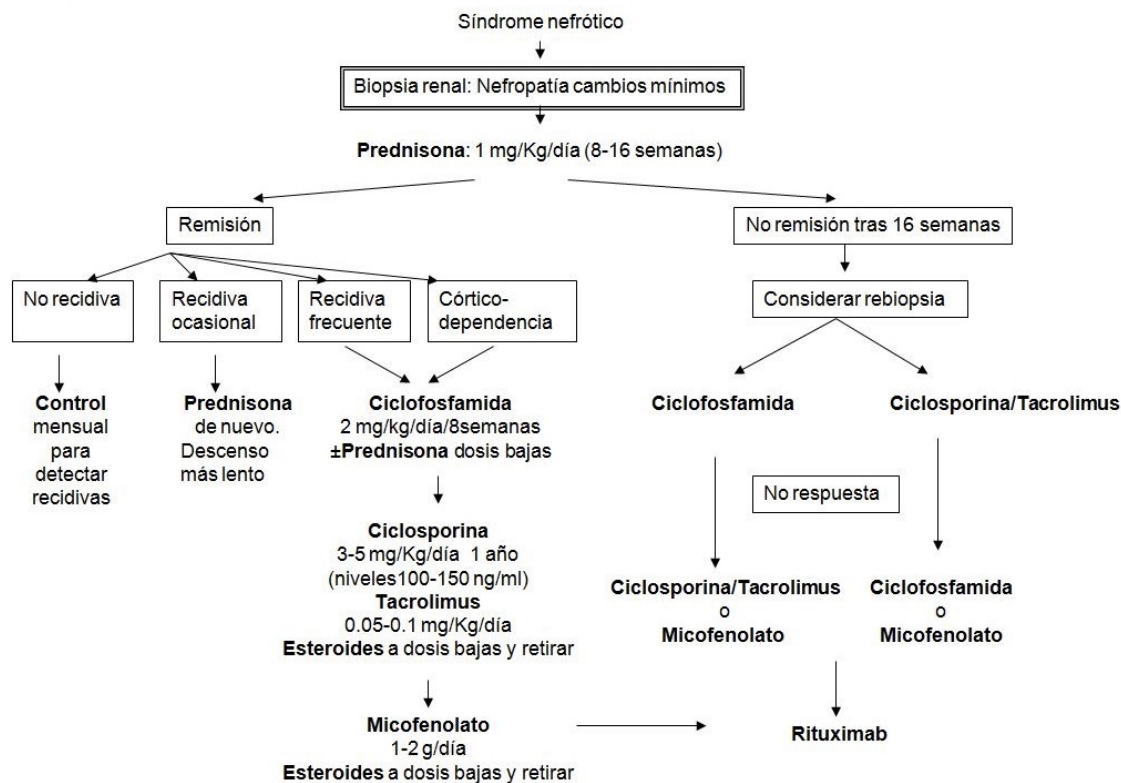 Síndrome nefrótico
Biopsia renal: Nefropatía cambios mínimos
Prednisona: 1 mg/Kg/día (8-16 semanas)
Remisión
No remisión tras 16 semanas
No recidiva
Recidiva
ocasional
Recidiva
frecuente
Córtico-
dependencia
Considerar rebiopsia
Control
mensual
para
detectar
recidivas
Prednisona
de nuevo.
Descenso
más lento
Ciclofosfamida
2 mg/kg/día/8semanas
±Prednisona dosis bajas
Ciclofosfamida
Ciclosporina/Tacrolimus
No respuesta
Ciclosporina
3-5 mg/Kg/día 1 año
(niveles100-150 ng/ml)
Tacrolimus
0.05-0.1 mg/Kg/día
Esteroides a dosis bajas y retirar
Ciclosporina/Tacrolimus
o
Micofenolato
Ciclofosfamida
o
Micofenolato
Micofenolato
1-2 g/día
Esteroides a dosis bajas y retirar
Rituximab